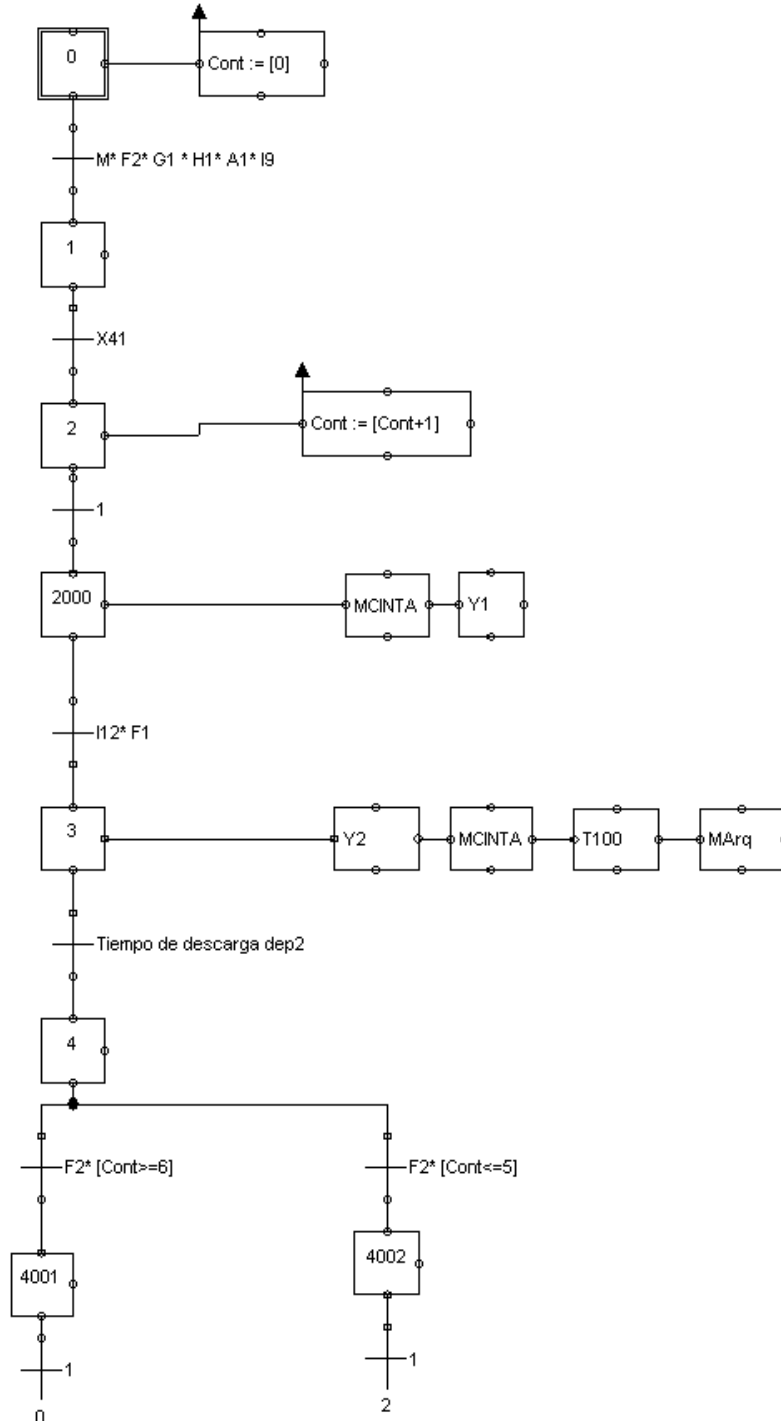 0
Cont := [0]
M* F2* G1 * H1* A1* I9
1
X41
2
Cont := [Cont+1]
1
2000
MCINTA
Y1
I12* F1
3
Y2
MCINTA
T100
MArq
Tiempo de descarga dep2
4
F2* [Cont>=6]
F2* [Cont<=5]
4001
4002
1
1
0
2